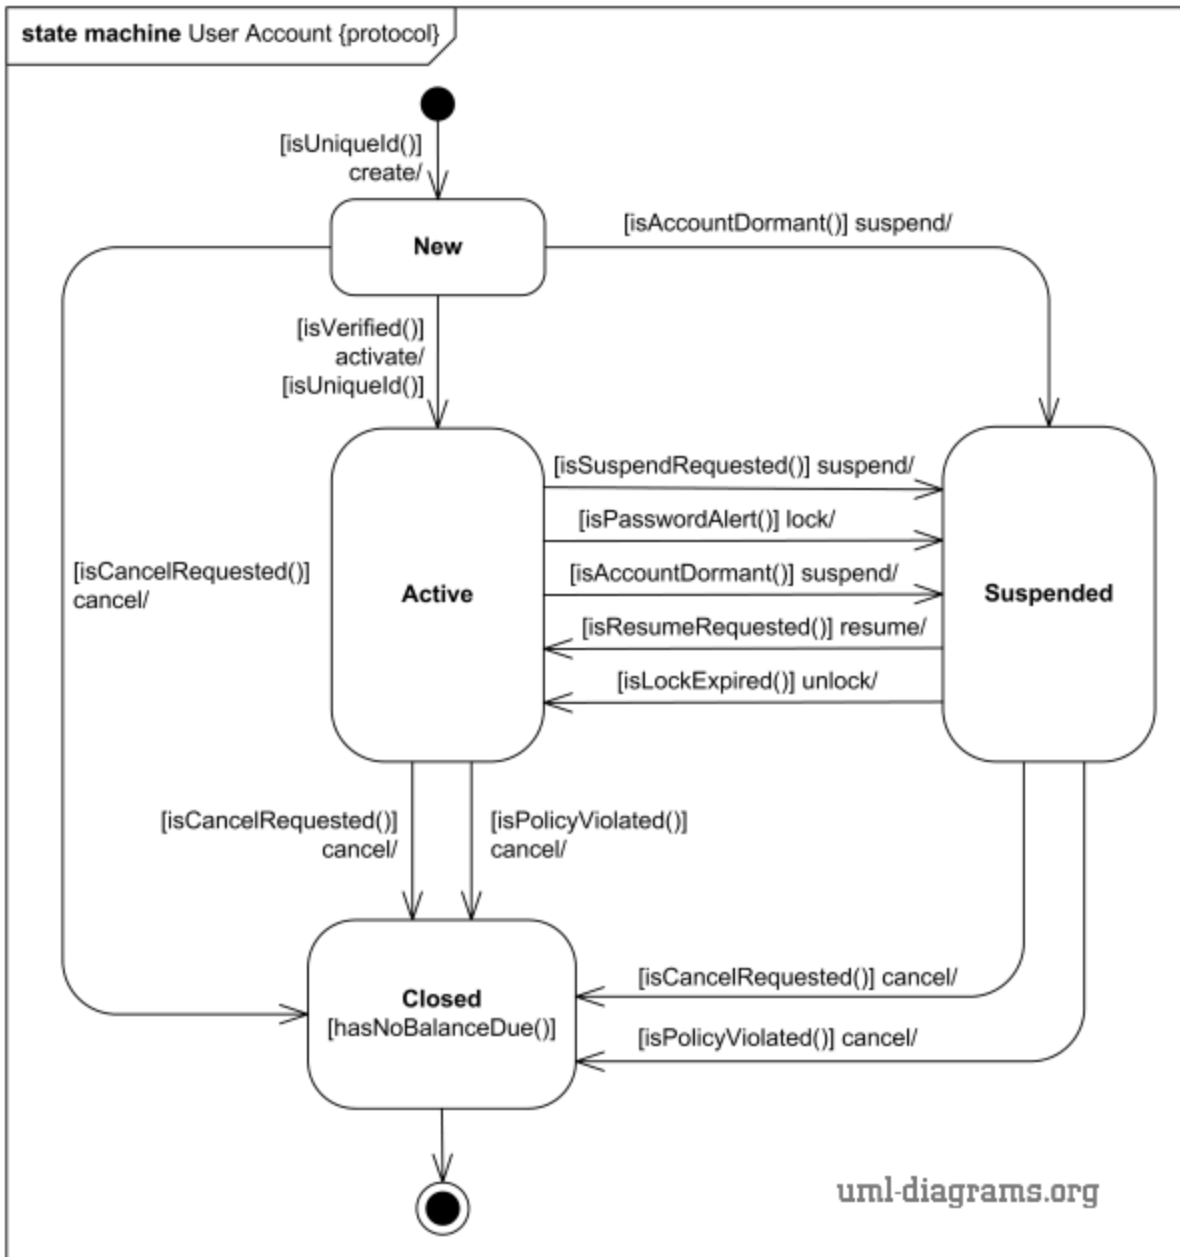 state machine User Account {protocol}
[isUniqueId()]
create/
New
[isAccountDormant()] suspend/
[isVerified()]
activate/
[isUniqueId()]
[isSuspendRequested()] suspend/
[isPasswordAlert()] lock/
[isCancelRequested()]
cancel/
[isAccountDormant()] suspend/
Active
Suspended
[isResumeRequested()] resume/
[isLockExpired()] unlock/
[isCancelRequested()]
cancel/
[isPolicyViolated()]
cancel/
[isCancelRequested()] cancel/
Closed
[hasNoBalanceDue()]
[isPolicyViolated()] cancel/
uml-diagrams.org